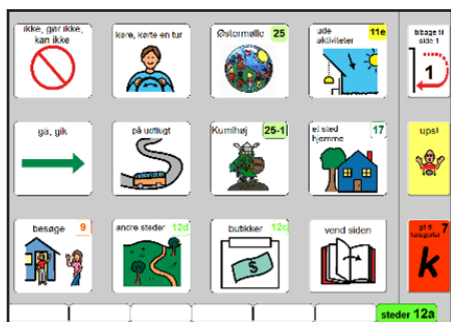 ikke, gør ikke,
kan ikke
køre, kørte en tur
Østermølle 25
ude
aktiviteter
11e
tilbage til
side 1
1
gå, gik
på udflugt
Kumlhøj 25-1
et sted
hjemme
17
ups!
besøge 9
andre steder 12d
butikker 12c
$
vend siden
gå til
kategorier
7
k
steder 12a